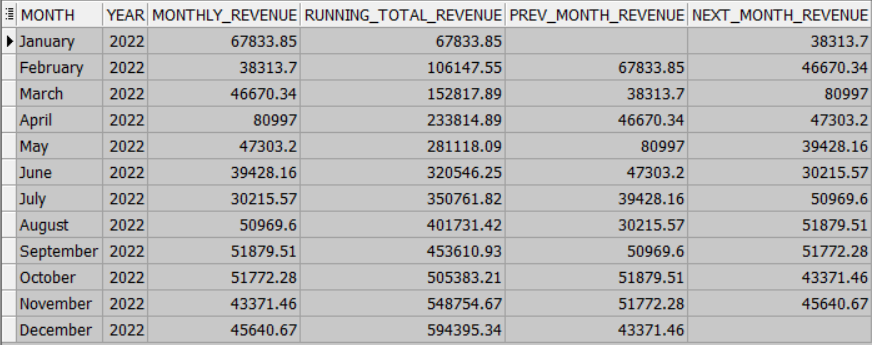 MONTH YEAR MONTHLY_REVENUE RUNNING_TOTAL_REVENUE PREV_MONTH_REVENUE NEXT_MONTH_REVENUE
January 2022 67833.85 67833.85 38313.7
February 2022 38313.7 106147.55 67833.85 46670.34
March 2022 46670.34 152817.89 38313.7 80997
April 2022 80997 233814.89 46670.34 47303.2
May 2022 47303.2 281118.09 80997 39428.16
June 2022 39428.16 320546.25 47303.2 30215.57
July 2022 30215.57 350761.82 39428.16 50969.6
August 2022 50969.6 401731.42 30215.57 51879.51
September 2022 51879.51 453610.93 50969.6 51772.28
October 2022 51772.28 505383.21 51879.51 43371.46
November 2022 43371.46 548754.67 51772.28 45640.67
December 2022 45640.67 594395.34 43371.46